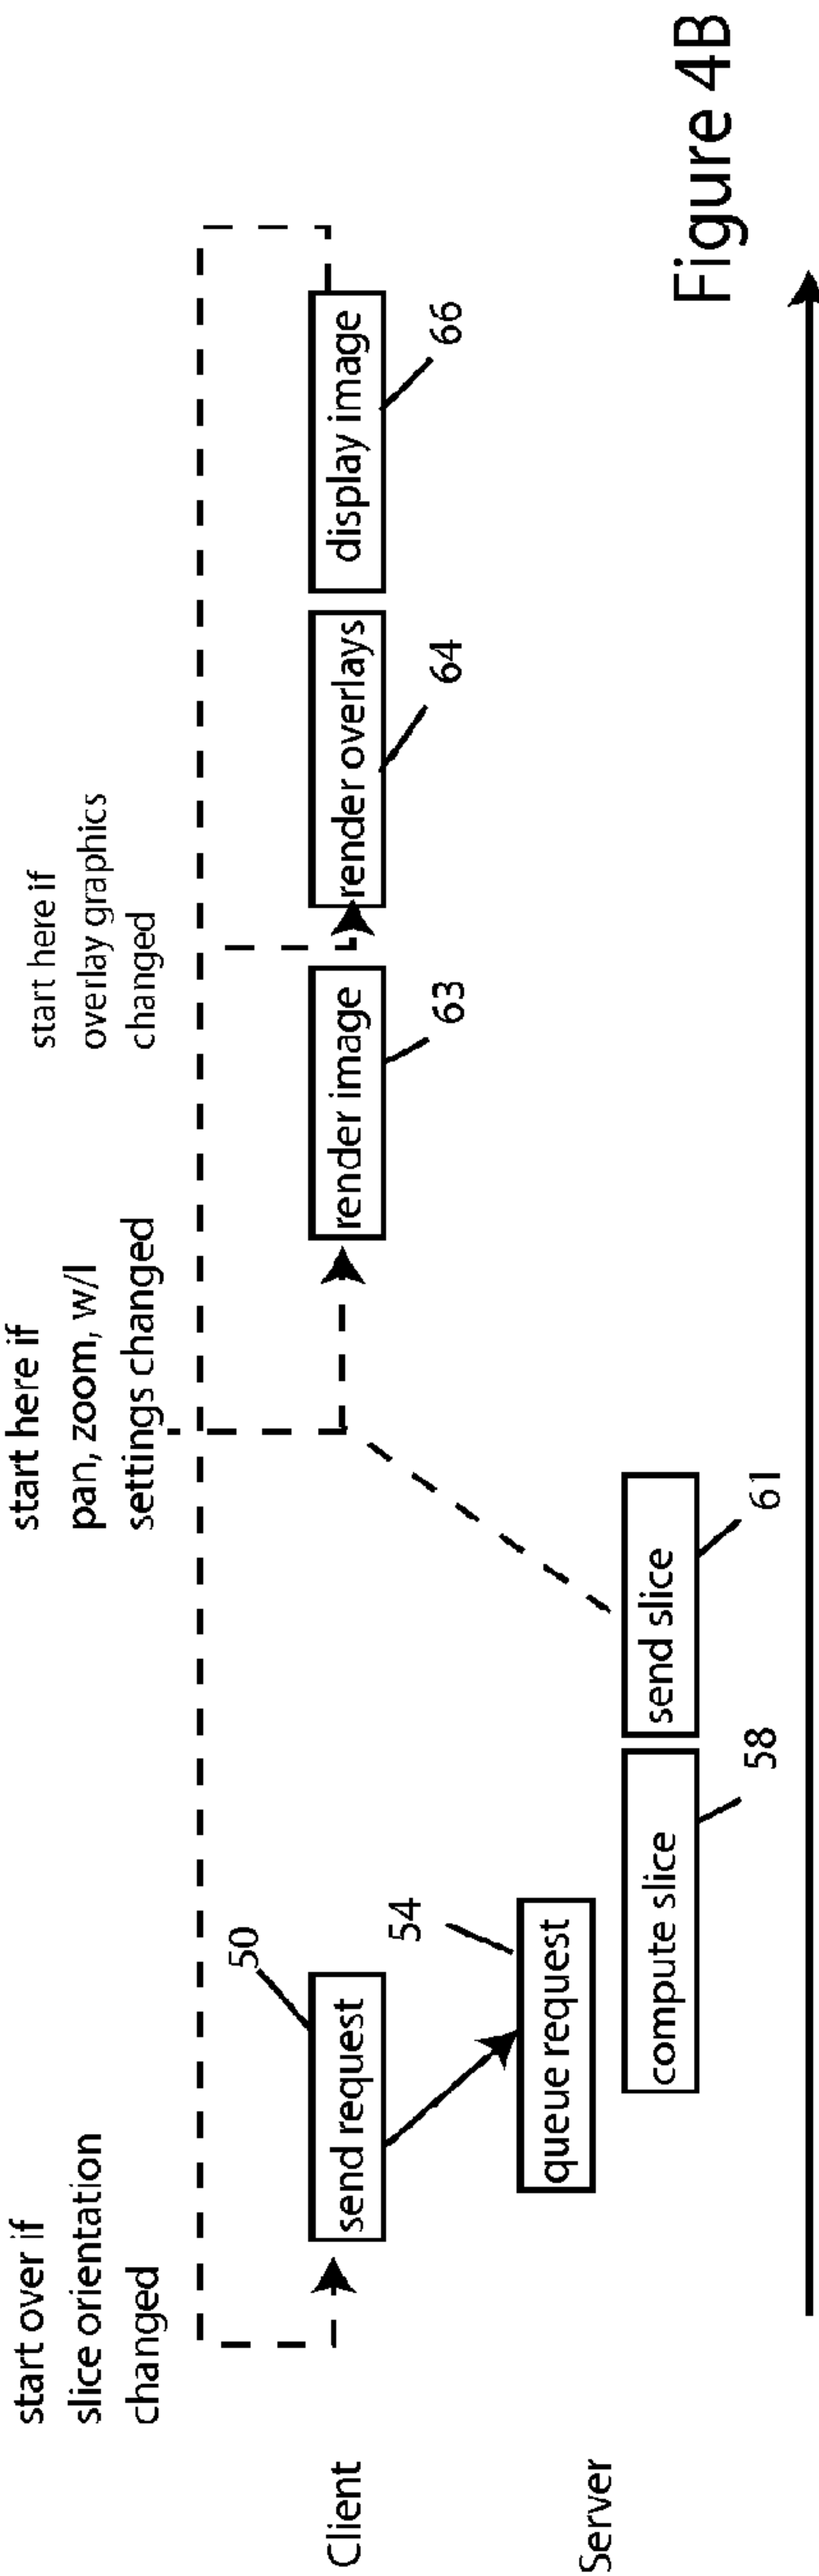 start over if
slice orientation
changed
start here if
pan, zoom, w/l
settings changed
start here if
overlay graphics
changed
Client
50
send request
render image
63
render overlays
64
display image
66
Server
54
queue request
compute slice
58
send slice
61
Figure 4B